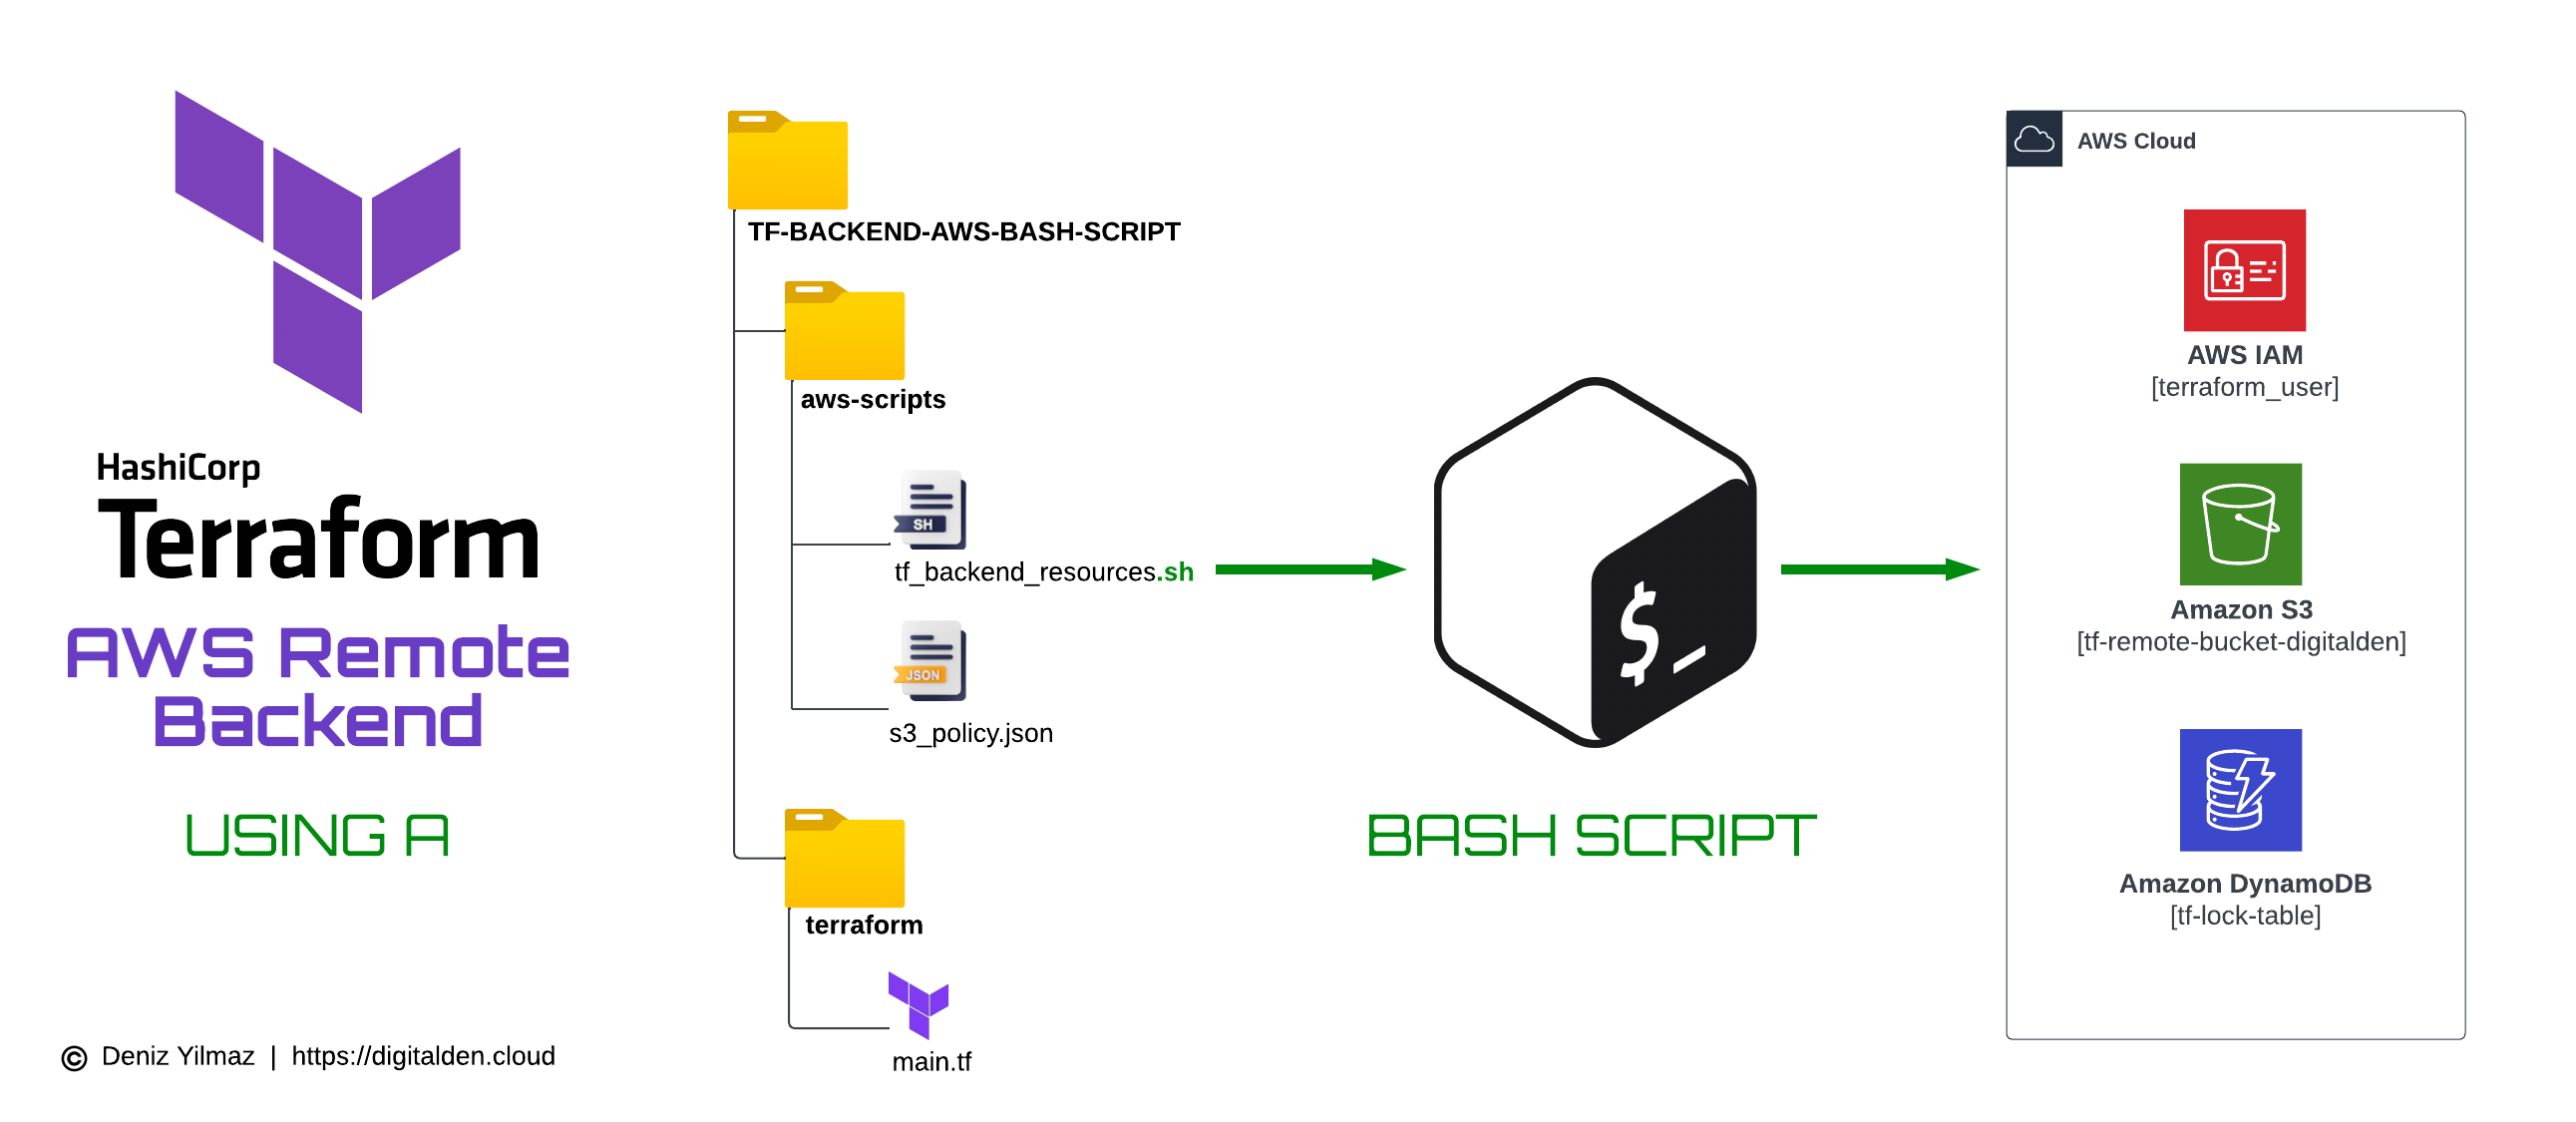 HashiCorp
Terraform
AWS Remote
Backend
USING A
© Deniz Yilmaz | https://digitalden.cloud
TF-BACKEND-AWS-BASH-SCRIPT
aws-scripts
SH
tf_backend_resources.sh
JSON
s3_policy.json
terraform
main.tf
$_
BASH SCRIPT
AWS Cloud
AWS IAM
[terraform_user]
Amazon S3
[tf-remote-bucket-digitalden]
Amazon DynamoDB
[tf-lock-table]